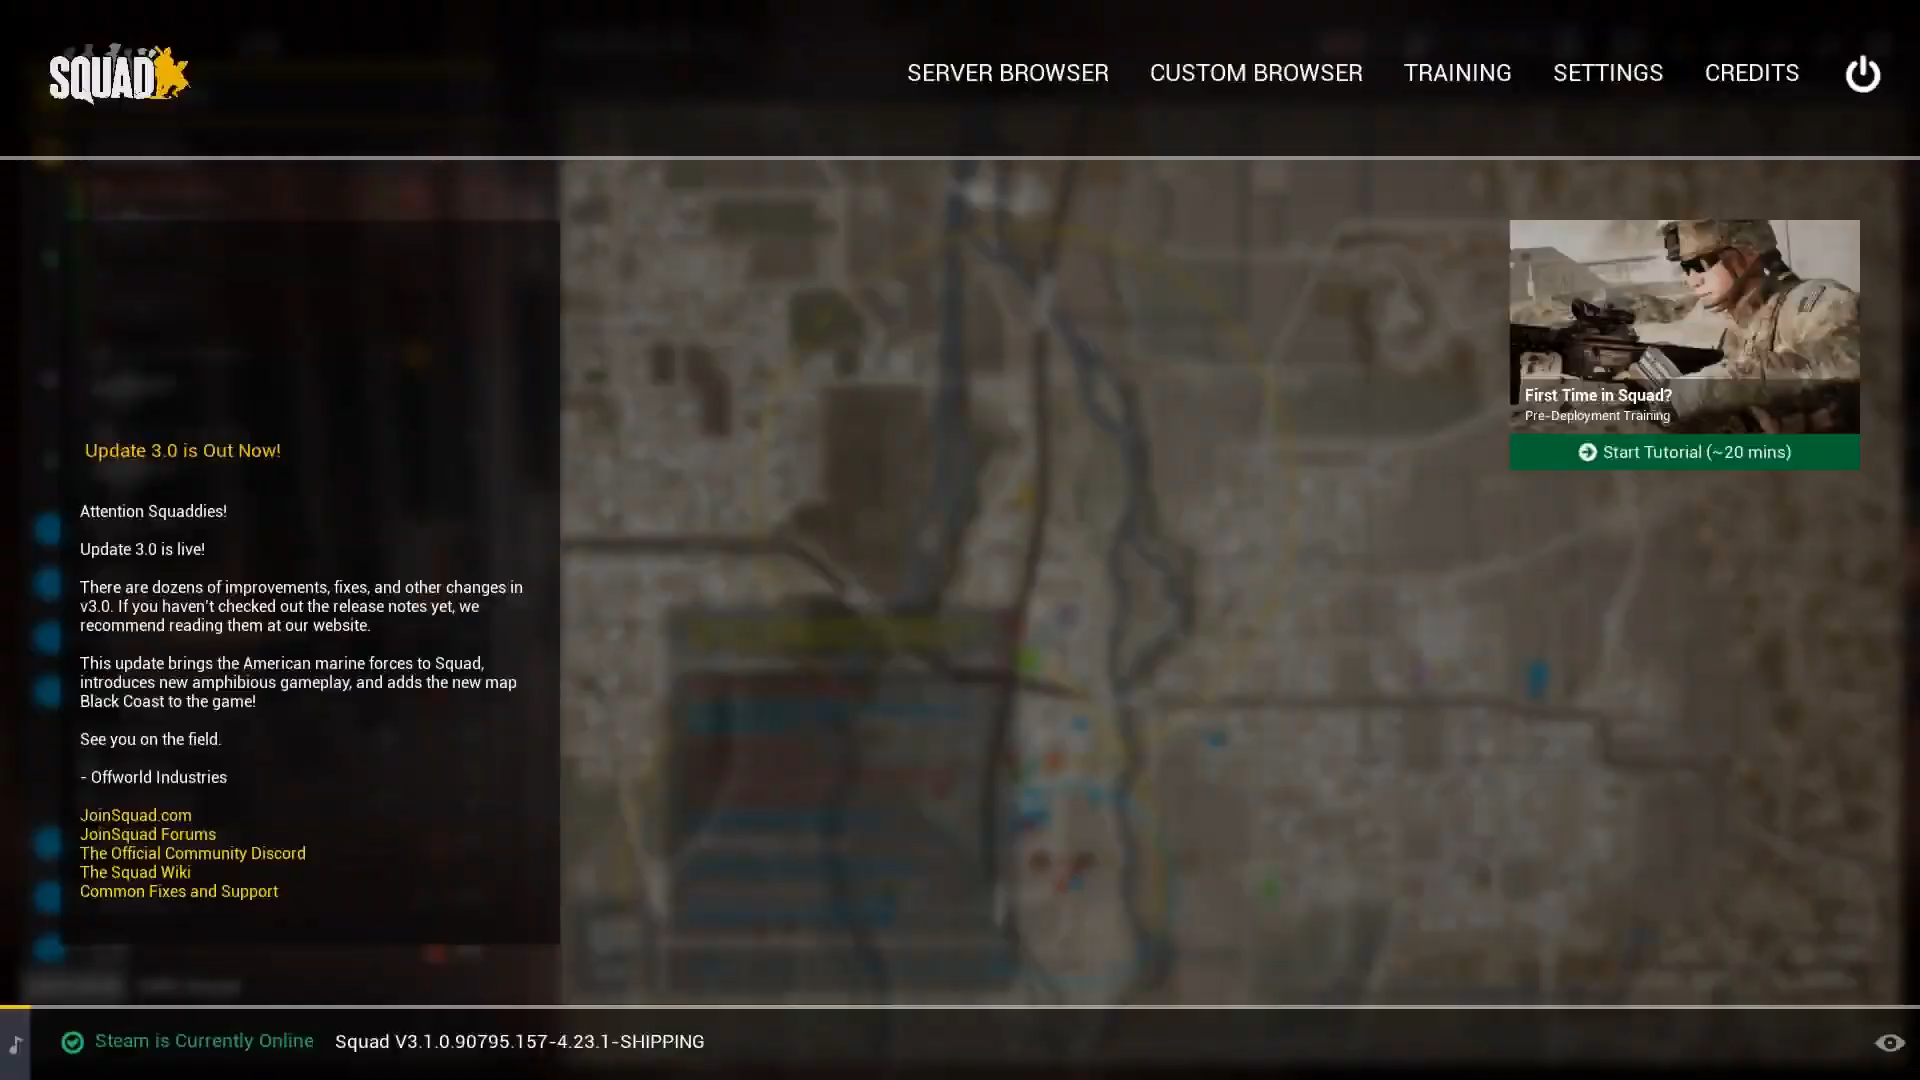 SQUAD
SERVER BROWSER
CUSTOM BROWSER
TRAINING
SETTINGS
CREDITS
First Time in Squad?
Pre-Deployment Training
Start Tutorial (~20 mins)
Update 3.0 is Out Now!
Attention Squaddies!
Update 3.0 is live!
There are dozens of improvements, fixes, and other changes in
v3.0. If you haven't checked out the release notes yet, we
recommend reading them at our website.
This update brings the American marine forces to Squad,
introduces new amphibious gameplay, and adds the new map
Black Coast to the game!
See you on the field.
- Offworld Industries
JoinSquad.com
JoinSquad Forums
The Official Community Discord
The Squad Wiki
Common Fixes and Support
Steam is Currently Online
Squad V3.1.0.90795.157-4.23.1-SHIPPING